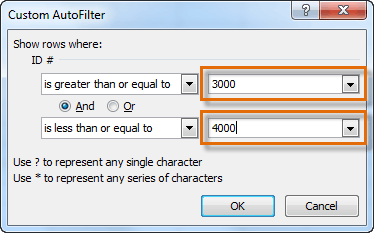 Custom AutoFilter
?
Show rows where:
ID #
is greater than or equal to 3000
And Or
is less than or equal to 4000
Use ? to represent any single character
Use * to represent any series of characters
OK Cancel